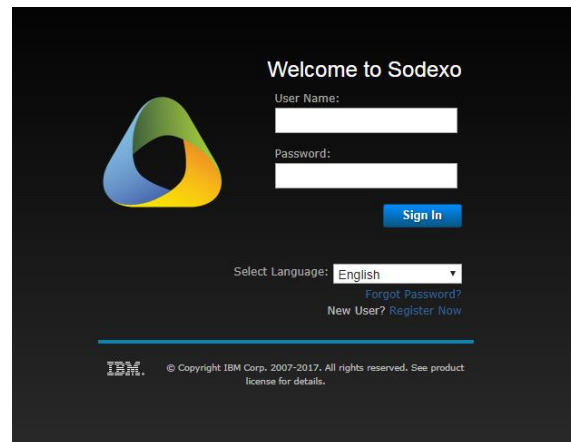 Welcome to Sodexo
User Name:
Password:
Sign In
Select Language: English
Forgot Password?
New User? Register Now
IBM. © Copyright IBM Corp. 2007-2017. All rights reserved. See product
license for details.